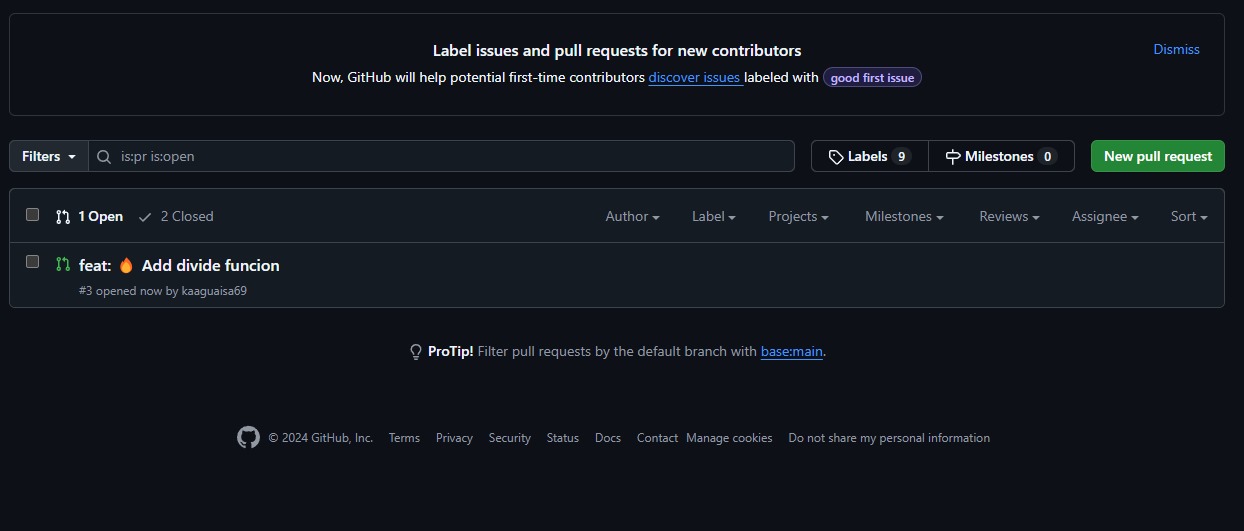 Label issues and pull requests for new contributors
Dismiss
Now, GitHub will help potential first-time contributors discover issues labeled with good first issue
Filters is:pr is:open Labels 9 Milestones 0 New pull request
1 Open 2 Closed Author Label Projects Milestones Reviews Assignee Sort
feat: 🔥 Add divide funcion
#3 opened now by kaaguaisa69
ProTip! Filter pull requests by the default branch with base:main.
© 2024 GitHub, Inc. Terms Privacy Security Status Docs Contact Manage cookies Do not share my personal information